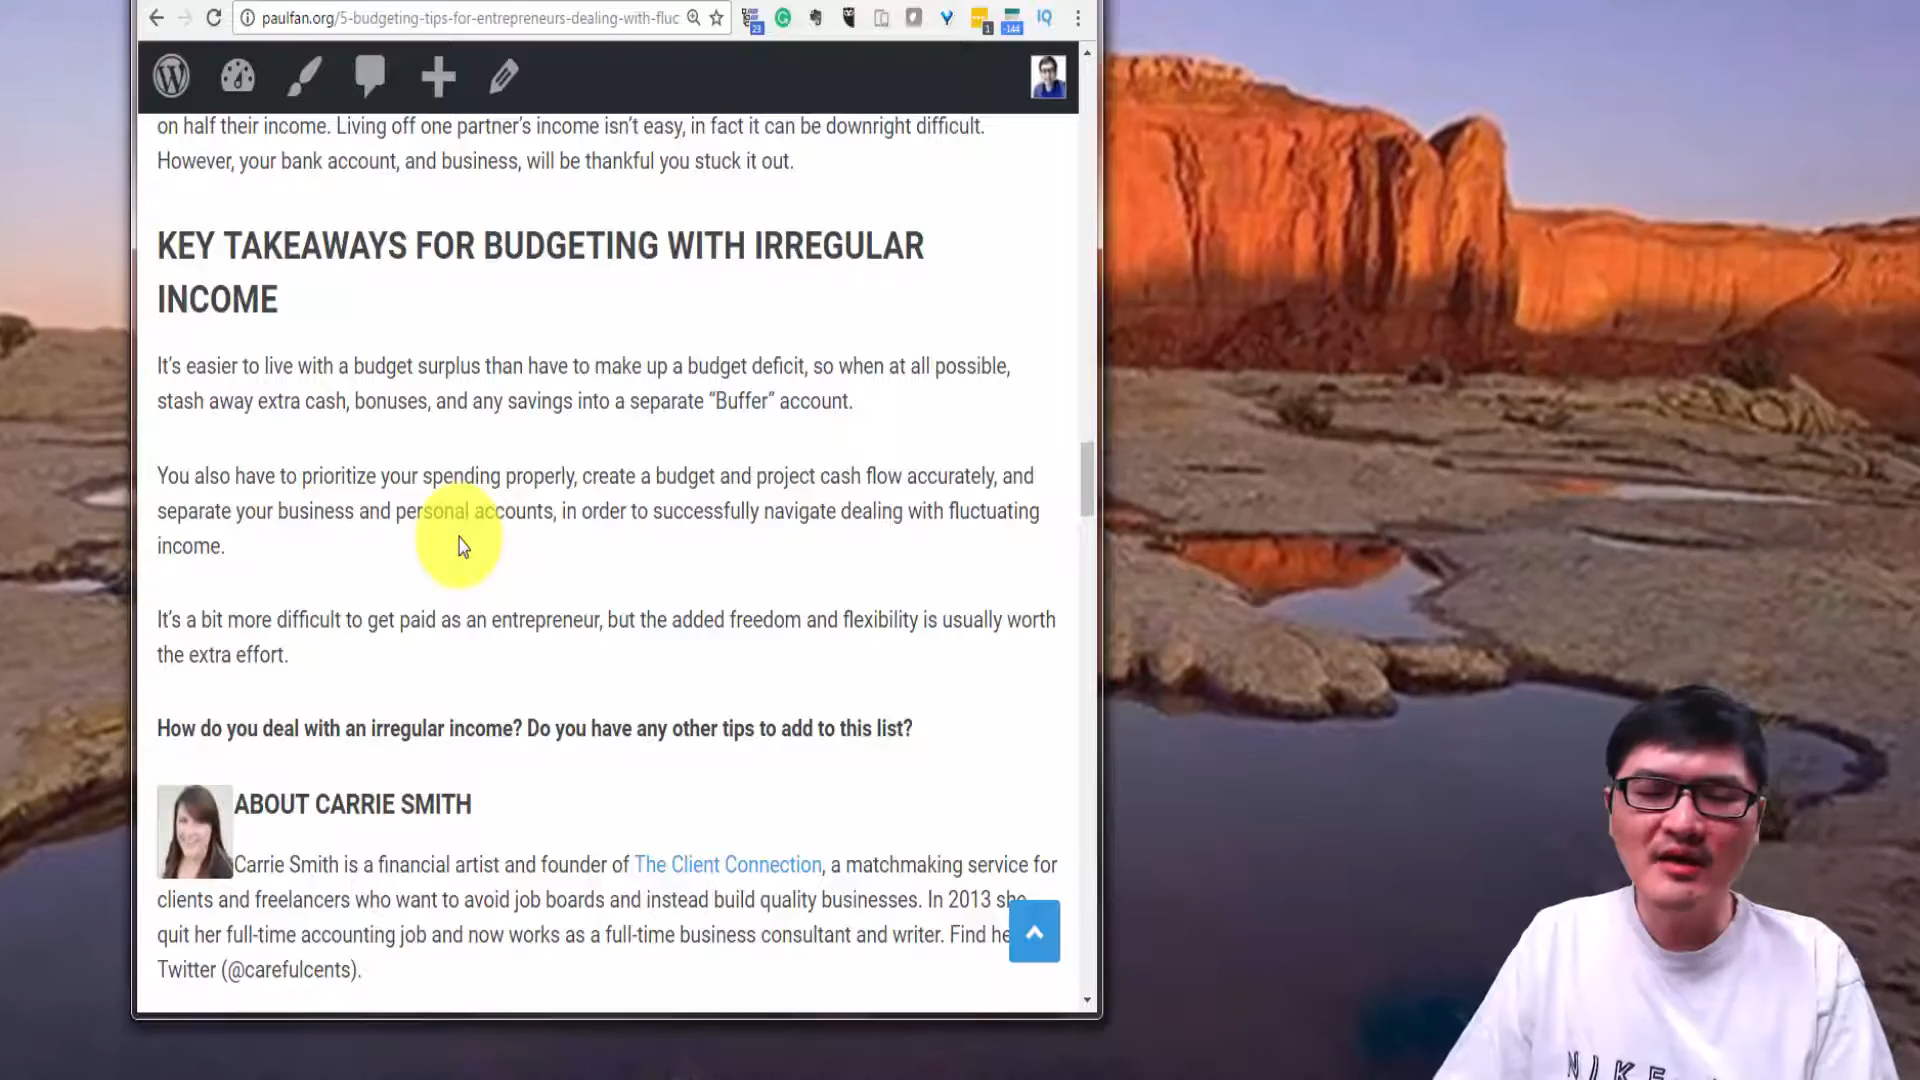 paulfan.org/5-budgeting-tips-for-entrepreneurs-dealing-with-fluc
23
1
-144
IQ
on half their income. Living off one partner's income isn't easy, in fact it can be downright difficult.
However, your bank account, and business, will be thankful you stuck it out.
KEY TAKEAWAYS FOR BUDGETING WITH IRREGULAR
INCOME
It's easier to live with a budget surplus than have to make up a budget deficit, so when at all possible,
stash away extra cash, bonuses, and any savings into a separate “Buffer” account.
You also have to prioritize your spending properly, create a budget and project cash flow accurately, and
separate your business and personal accounts, in order to successfully navigate dealing with fluctuating
income.
It's a bit more difficult to get paid as an entrepreneur, but the added freedom and flexibility is usually worth
the extra effort.
How do you deal with an irregular income? Do you have any other tips to add to this list?
ABOUT CARRIE SMITH
Carrie Smith is a financial artist and founder of The Client Connection, a matchmaking service for
clients and freelancers who want to avoid job boards and instead build quality businesses. In 2013 she
quit her full-time accounting job and now works as a full-time business consultant and writer. Find he
Twitter (@carefulcents).
NIKE